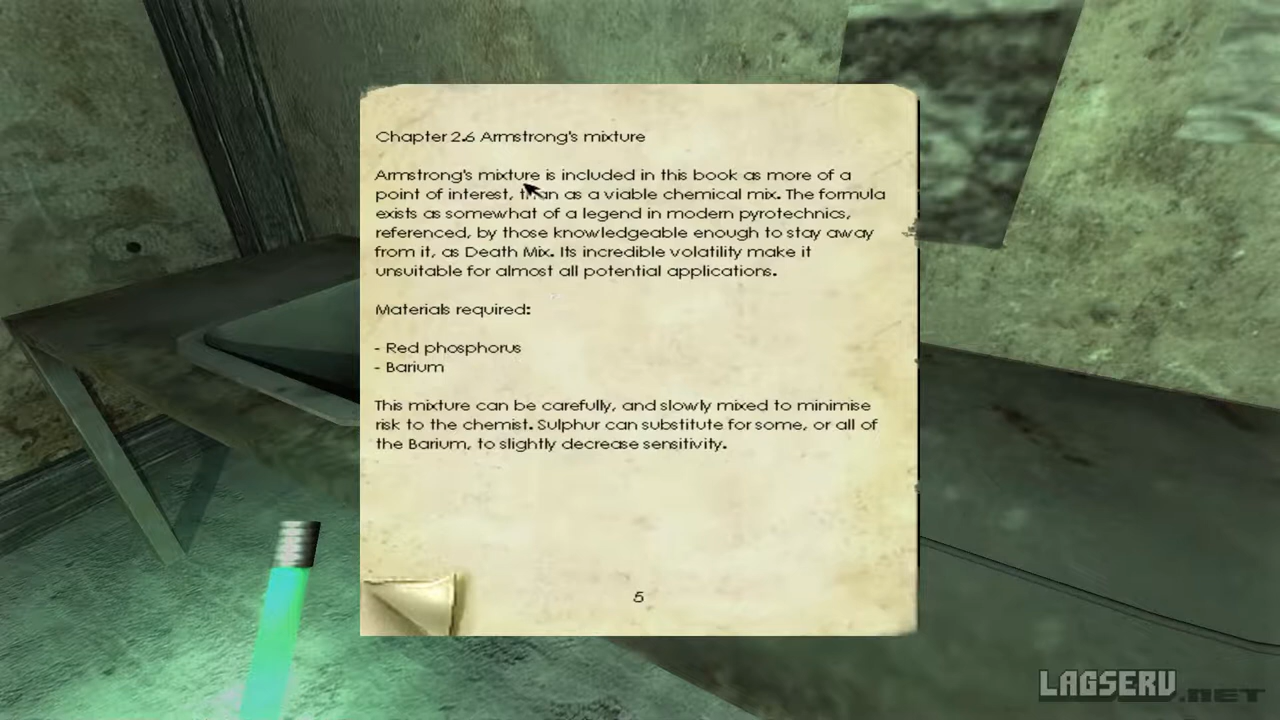 Chapter 2.6 Armstrong's mixture
Armstrong's mixture is included in this book as more of a
point of interest, than as a viable chemical mix. The formula
exists as somewhat of a legend in modern pyrotechnics,
referenced, by those knowledgeable enough to stay away
from it, as Death Mix. Its incredible volatility make it
unsuitable for almost all potential applications.
Materials required:
- Red phosphorus
- Barium
This mixture can be carefully, and slowly mixed to minimise
risk to the chemist. Sulphur can substitute for some, or all of
the Barium, to slightly decrease sensitivity.
5
LAGSERV.NET